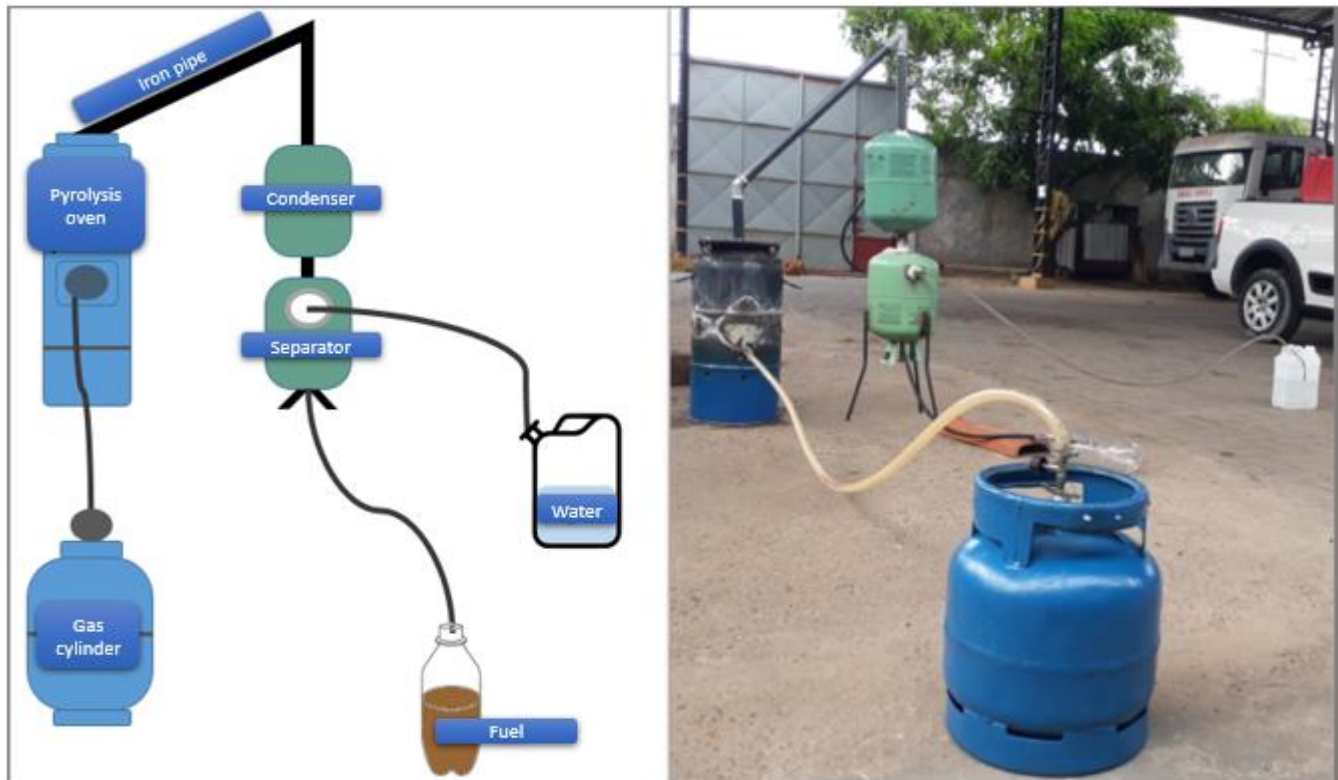 Iron pipe
Pyrolysis
oven
Condenser
Separator
Water
Gas
cylinder
Fuel